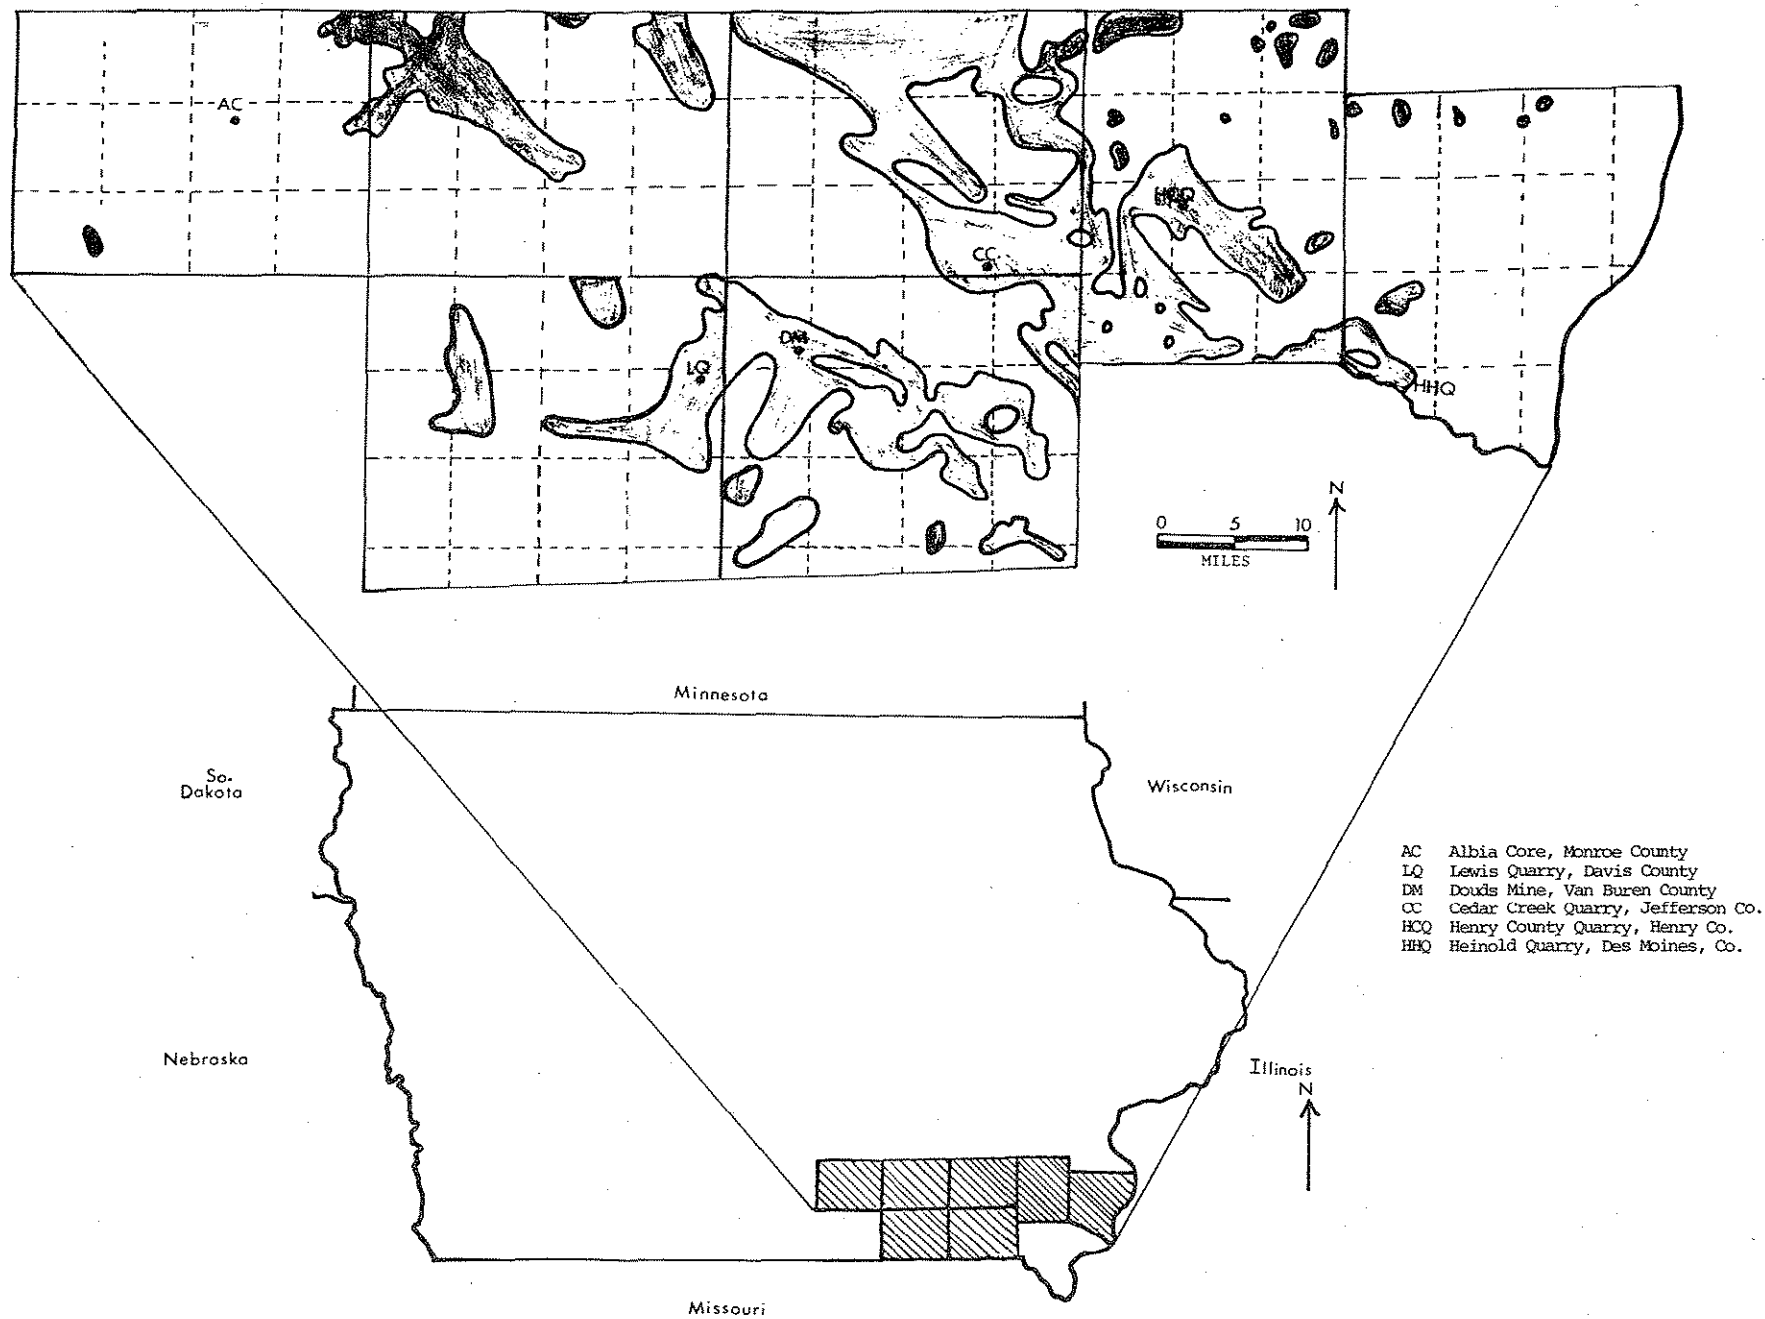 AC
HCQ
CC
DM
LQ
HHQ
N
0 5 10
MILES
Minnesota
So.
Dakota
Wisconsin
AC Albia Core, Monroe County
LQ Lewis Quarry, Davis County
DM Douds Mine, Van Buren County
CC Cedar Creek Quarry, Jefferson Co.
HCQ Henry County Quarry, Henry Co.
HHQ Heinold Quarry, Des Moines, Co.
Nebraska
Illinois
N
Missouri